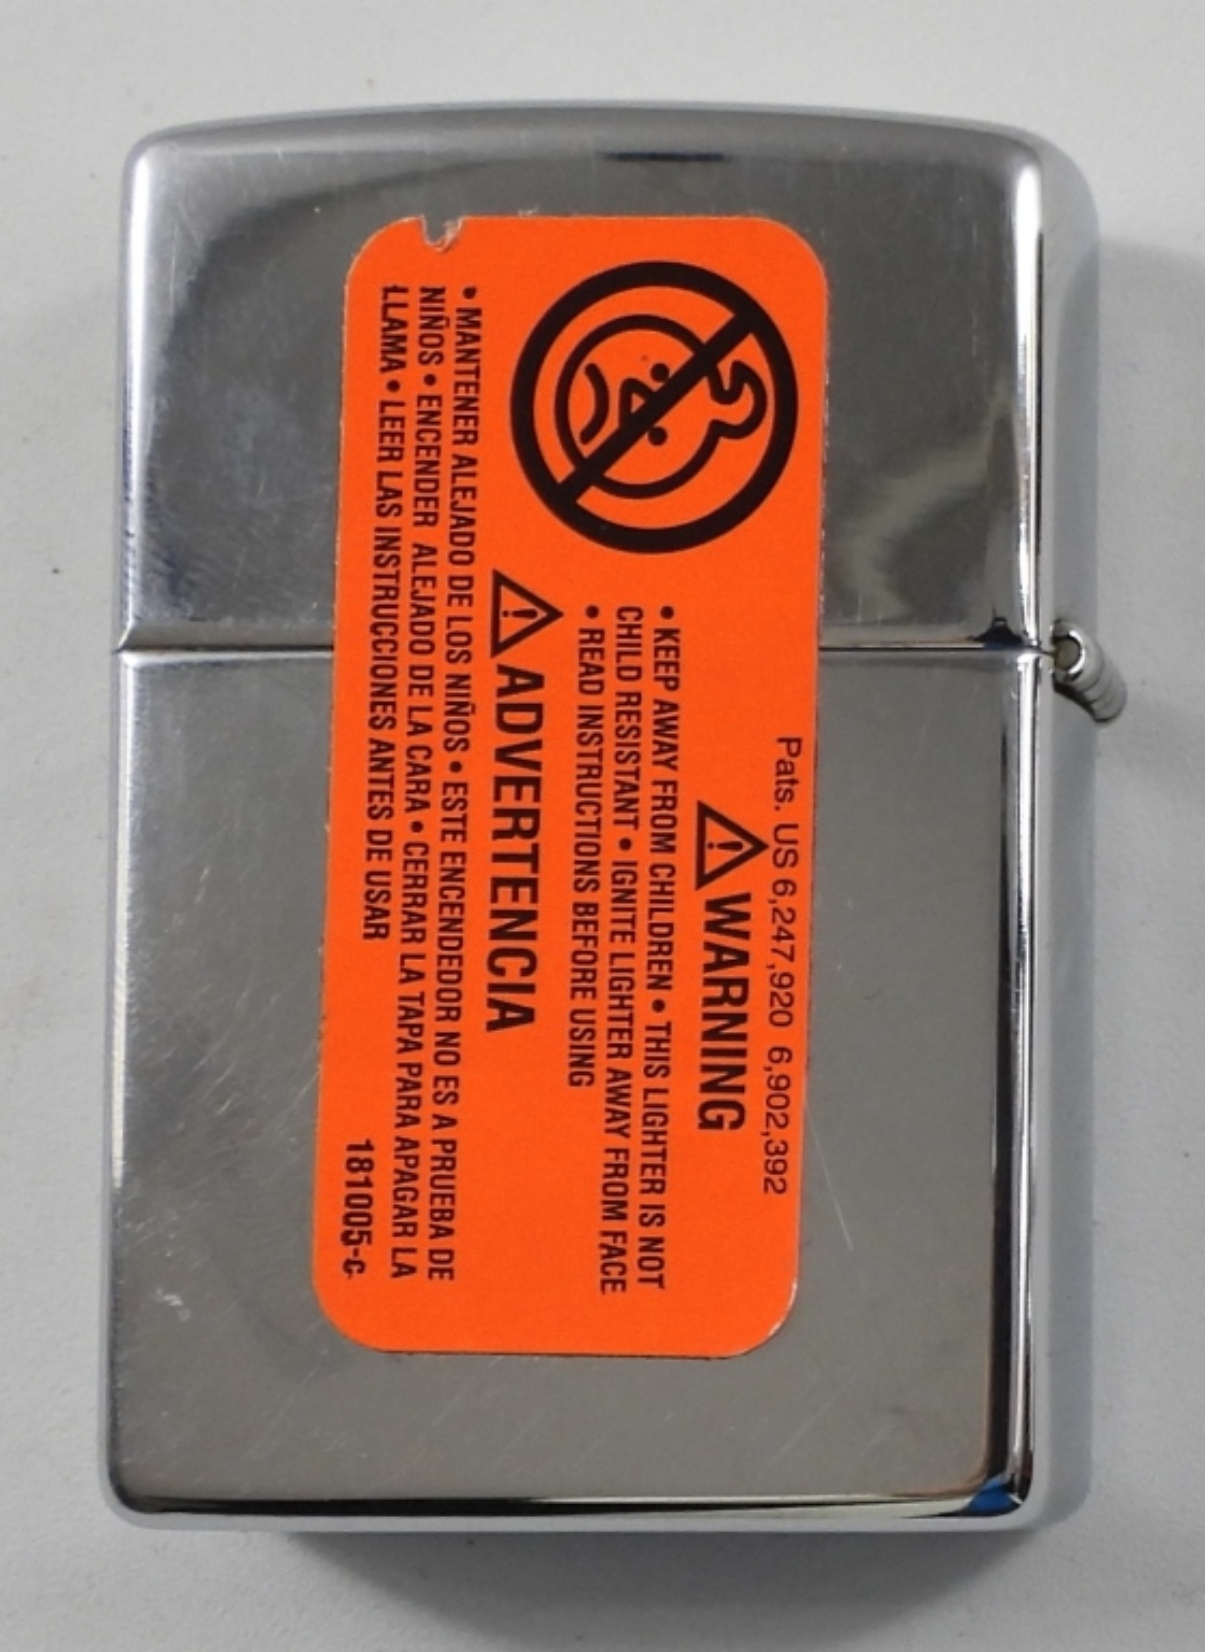 Pats. US 6,247,920 6,902,392
WARNING
• KEEP AWAY FROM CHILDREN • THIS LIGHTER IS NOT
CHILD RESISTANT • IGNITE LIGHTER AWAY FROM FACE
• READ INSTRUCTIONS BEFORE USING
ADVERTENCIA
• MANTENER ALEJADO DE LOS NIÑOS • ESTE ENCENDEDOR NO ES A PRUEBA DE
NIÑOS • ENCENDER ALEJADO DE LA CARA • CERRAR LA TAPA PARA APAGAR LA
LLAMA • LEER LAS INSTRUCCIONES ANTES DE USAR
181005-c